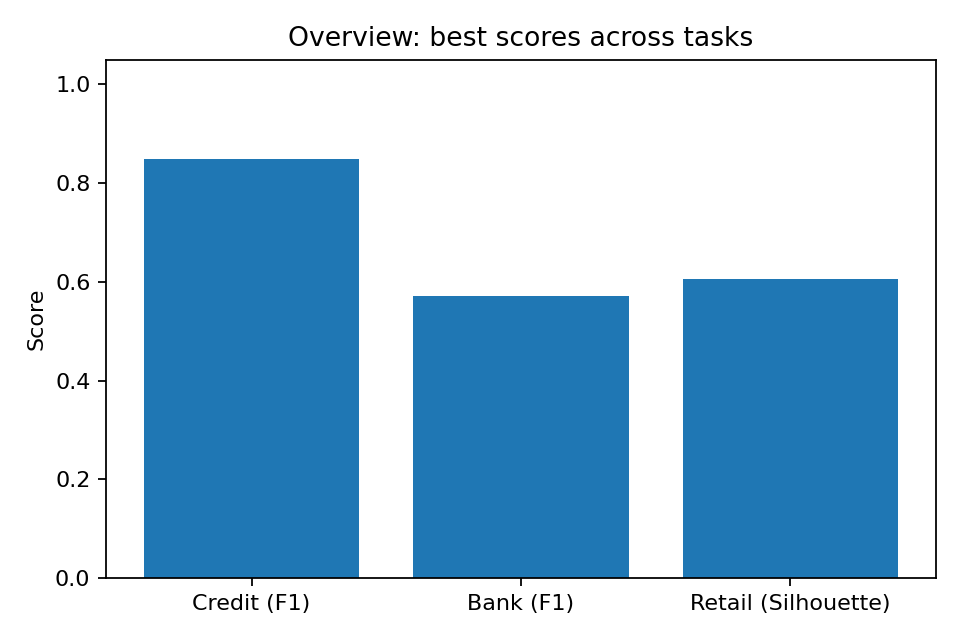 Overview: best scores across tasks
1.0
0.8
0.6
0.4
0.2
0.0
Score
Credit (F1)
Bank (F1)
Retail (Silhouette)